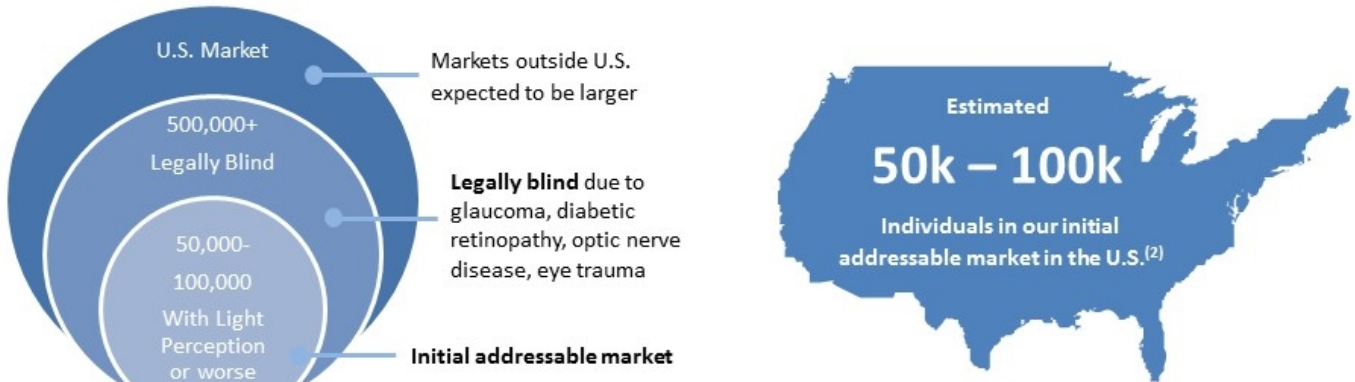 U.S. Market
500,000+
Legally Blind
50,000-
100,000
With Light
Perception
or worse
Markets outside U.S.
expected to be larger
Legally blind due to
glaucoma, diabetic
retinopathy, optic nerve
disease, eye trauma
Initial addressable market
Estimated
50k – 100k
Individuals in our initial
addressable market in the U.S.(2)